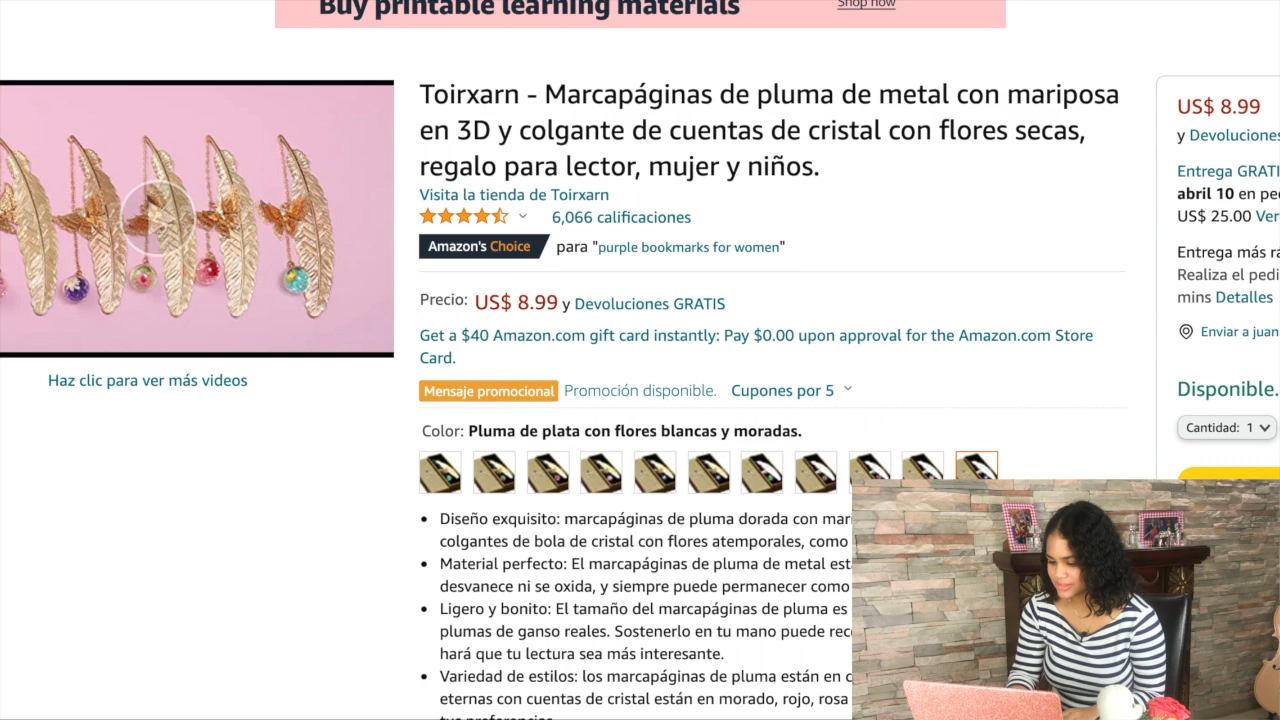 Buy printable learning materials
Shop now
Toirxarn - Marcapáginas de pluma de metal con mariposa
en 3D y colgante de cuentas de cristal con flores secas,
regalo para lector, mujer y niños.
Visita la tienda de Toirxarn
6,066 calificaciones
Amazon's Choice para "purple bookmarks for women"
Precio: US$ 8.99 y Devoluciones GRATIS
Get a $40 Amazon.com gift card instantly: Pay $0.00 upon approval for the Amazon.com Store
Card.
Mensaje promocional Promoción disponible. Cupones por 5
Color: Pluma de plata con flores blancas y moradas.
Diseño exquisito: marcapáginas de pluma dorada con
colgantes de bola de cristal con flores atemporales, como
Material perfecto: El marcapáginas de pluma de metal
desvanece ni se oxida, y siempre puede permanecer como
Ligero y bonito: El tamaño del marcapáginas de pluma es
plumas de ganso reales. Sostenerlo en tu mano puede
hará que tu lectura sea más interesante.
Variedad de estilos: los marcapáginas de pluma están en
eternas con cuentas de cristal están en morado, rojo, rosa
Haz clic para ver más videos
US$ 8.99
y Devoluciones
Entrega
abril 10 en
US$ 25.00
Entrega más
Realiza el
mins Detalles
Enviar a
Disponible.
Cantidad: 1